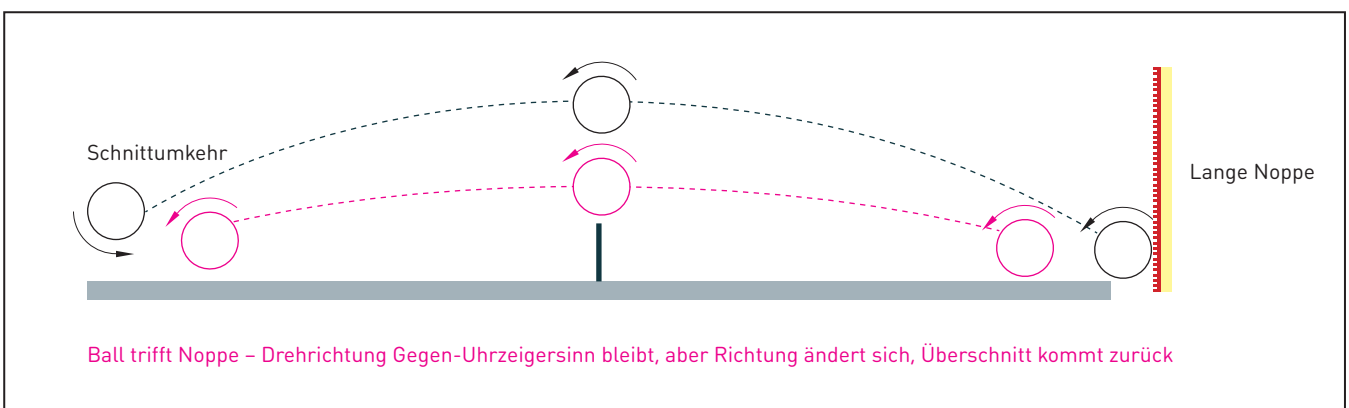 Schnittumkehr
Lange Noppe
Ball trifft Noppe – Drehrichtung Gegen-Uhrzeigersinn bleibt, aber Richtung ändert sich, Überschnitt kommt zurück